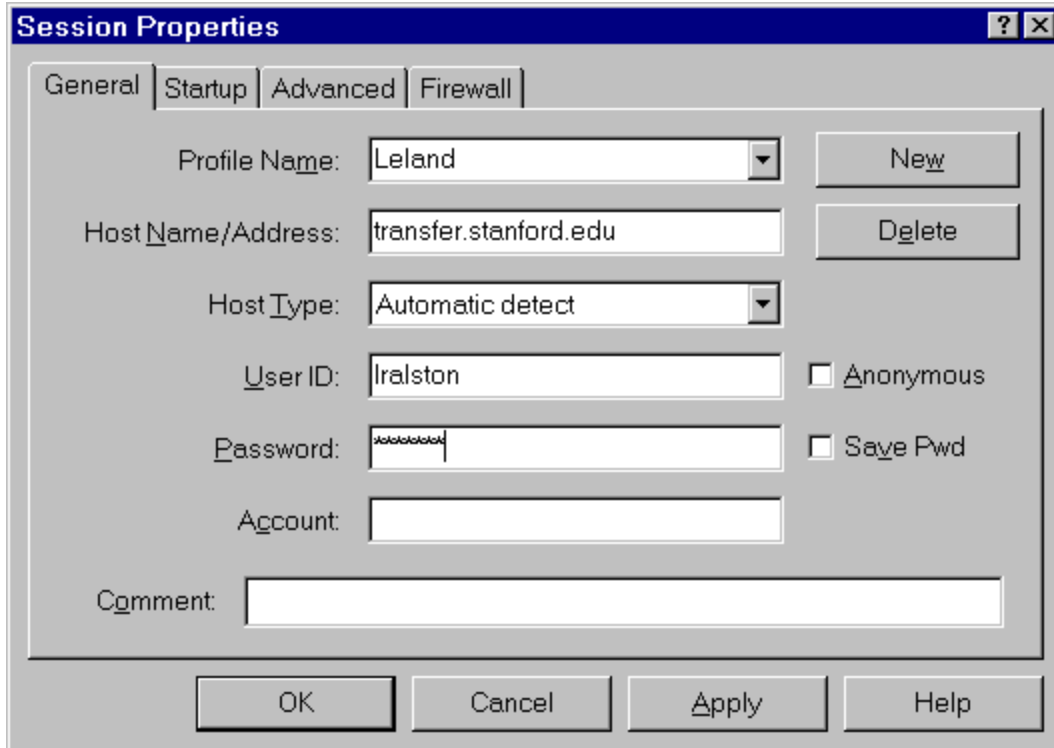 Session Properties
General Startup Advanced Firewall
Profile Name: Leland New
Host Name/Address: transfer.stanford.edu Delete
Host Type: Automatic detect
User ID: lralston Anonymous
Password: ******** Save Pwd
Account:
Comment:
OK Cancel Apply Help